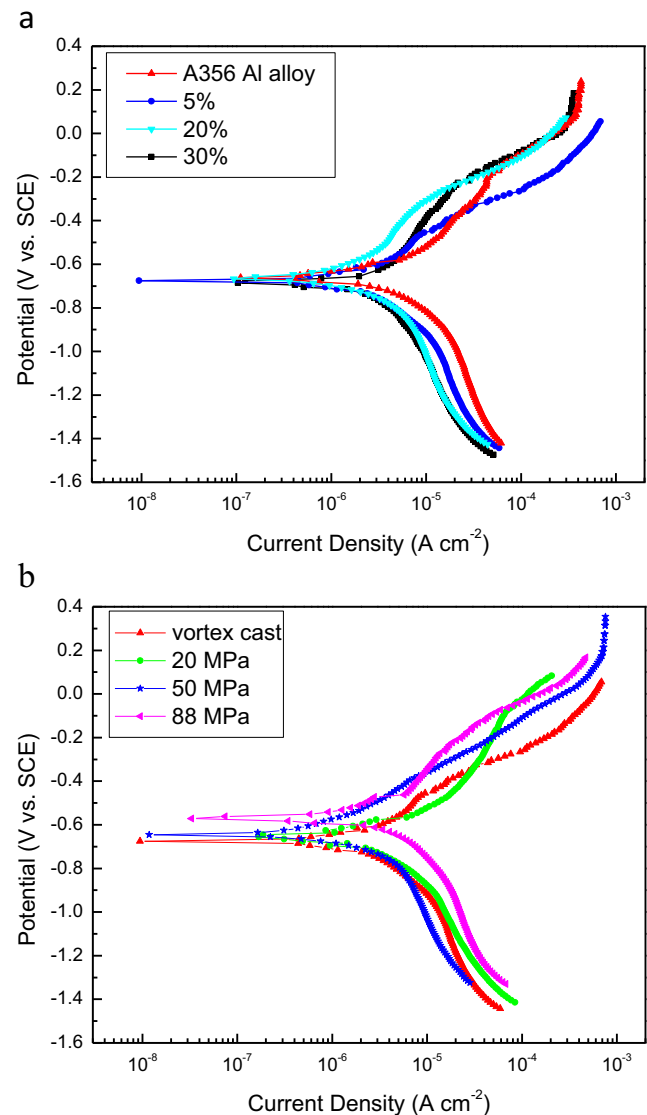 a
0.4
0.2
0.0
-0.2
-0.4
-0.6
-0.8
-1.0
-1.2
-1.4
-1.6
Potential (V vs. SCE)
A356 Al alloy
5%
20%
30%
10⁻⁸ 10⁻⁷ 10⁻⁶ 10⁻⁵ 10⁻⁴ 10⁻³
Current Density (A cm⁻²)
b
0.4
0.2
0.0
-0.2
-0.4
-0.6
-0.8
-1.0
-1.2
-1.4
-1.6
Potential (V vs. SCE)
vortex cast
20 MPa
50 MPa
88 MPa
10⁻⁸ 10⁻⁷ 10⁻⁶ 10⁻⁵ 10⁻⁴ 10⁻³
Current Density (A cm⁻²)